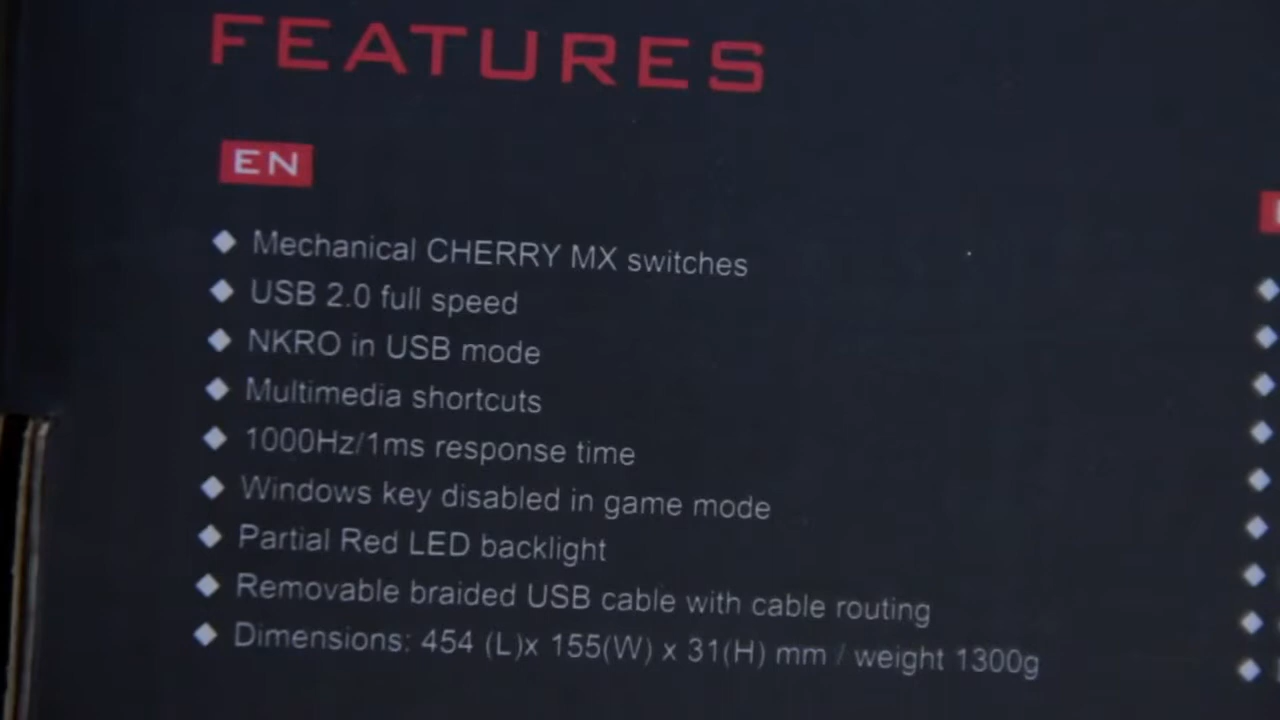 FEATURES
EN
Mechanical CHERRY MX switches
USB 2.0 full speed
NKRO in USB mode
Multimedia shortcuts
1000Hz/1ms response time
Windows key disabled in game mode
Partial Red LED backlight
Removable braided USB cable with cable routing
Dimensions: 454 (L)x 155(W) x 31(H) mm / weight 1300g